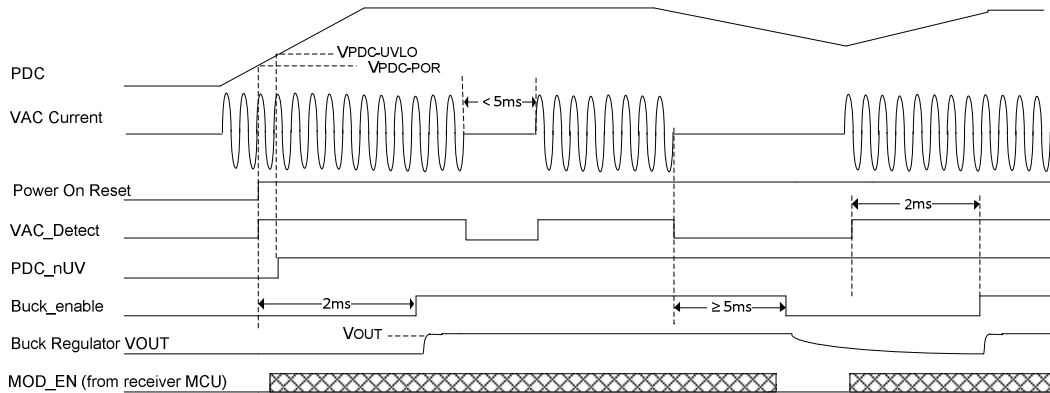 VPDC-UVLO
VPDC-POR
PDC
< 5ms
VAC Current
Power On Reset
2ms
VAC_Detect
PDC_nUV
Buck_enable
2ms
≥ 5ms
VOUT
Buck Regulator VOUT
MOD_EN (from receiver MCU)